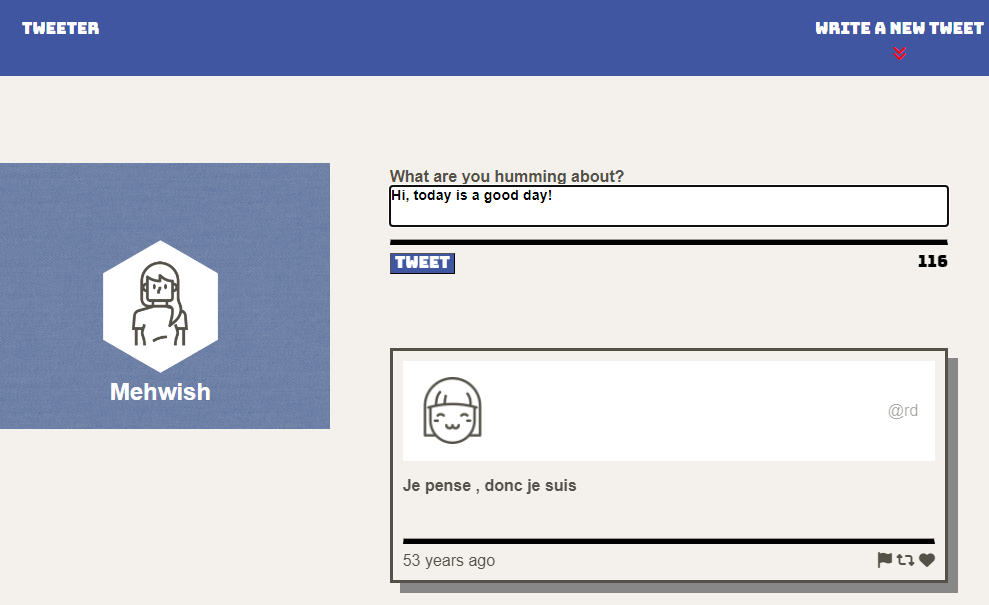 TWEETER
WRITE A NEW TWEET
Mehwish
What are you humming about?
Hi, today is a good day!
TWEET
116
@rd
Je pense , donc je suis
53 years ago